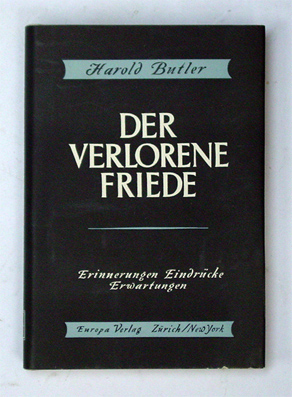 Harold Butler
DER
VERLORENE
FRIEDE
Erinnerungen Eindrücke
Erwartungen
Europa Verlag Zürich/New York